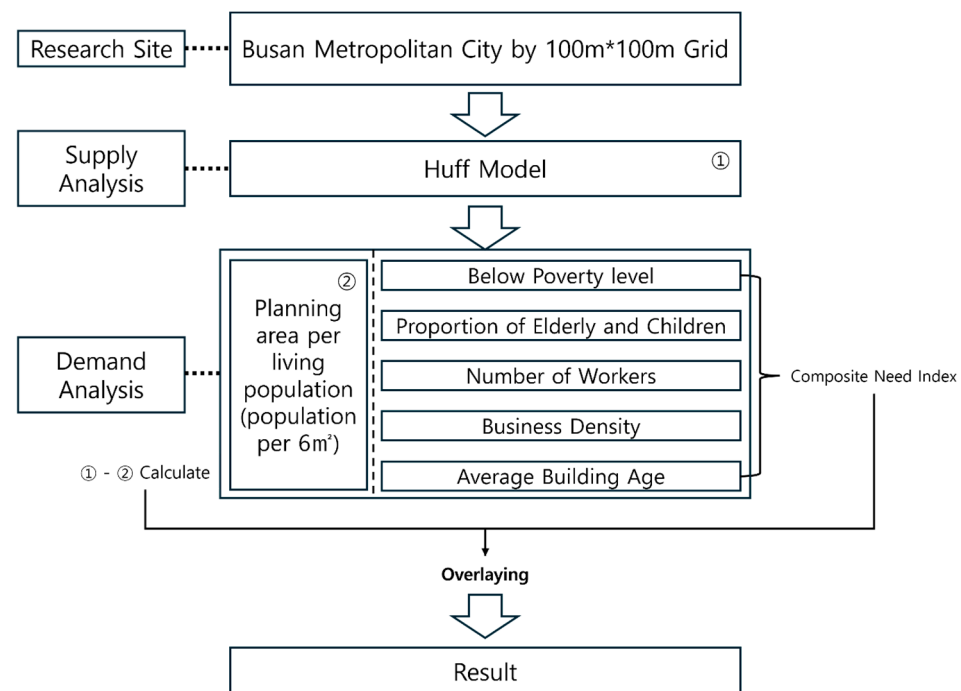 Research Site
Busan Metropolitan City by 100m*100m Grid
Supply
Analysis
Huff Model
①
Demand
Analysis
②
Planning
area per
living
population
(population
per 6㎡)
Below Poverty level
Proportion of Elderly and Children
Number of Workers
Business Density
Average Building Age
Composite Need Index
① - ② Calculate
Overlaying
Result